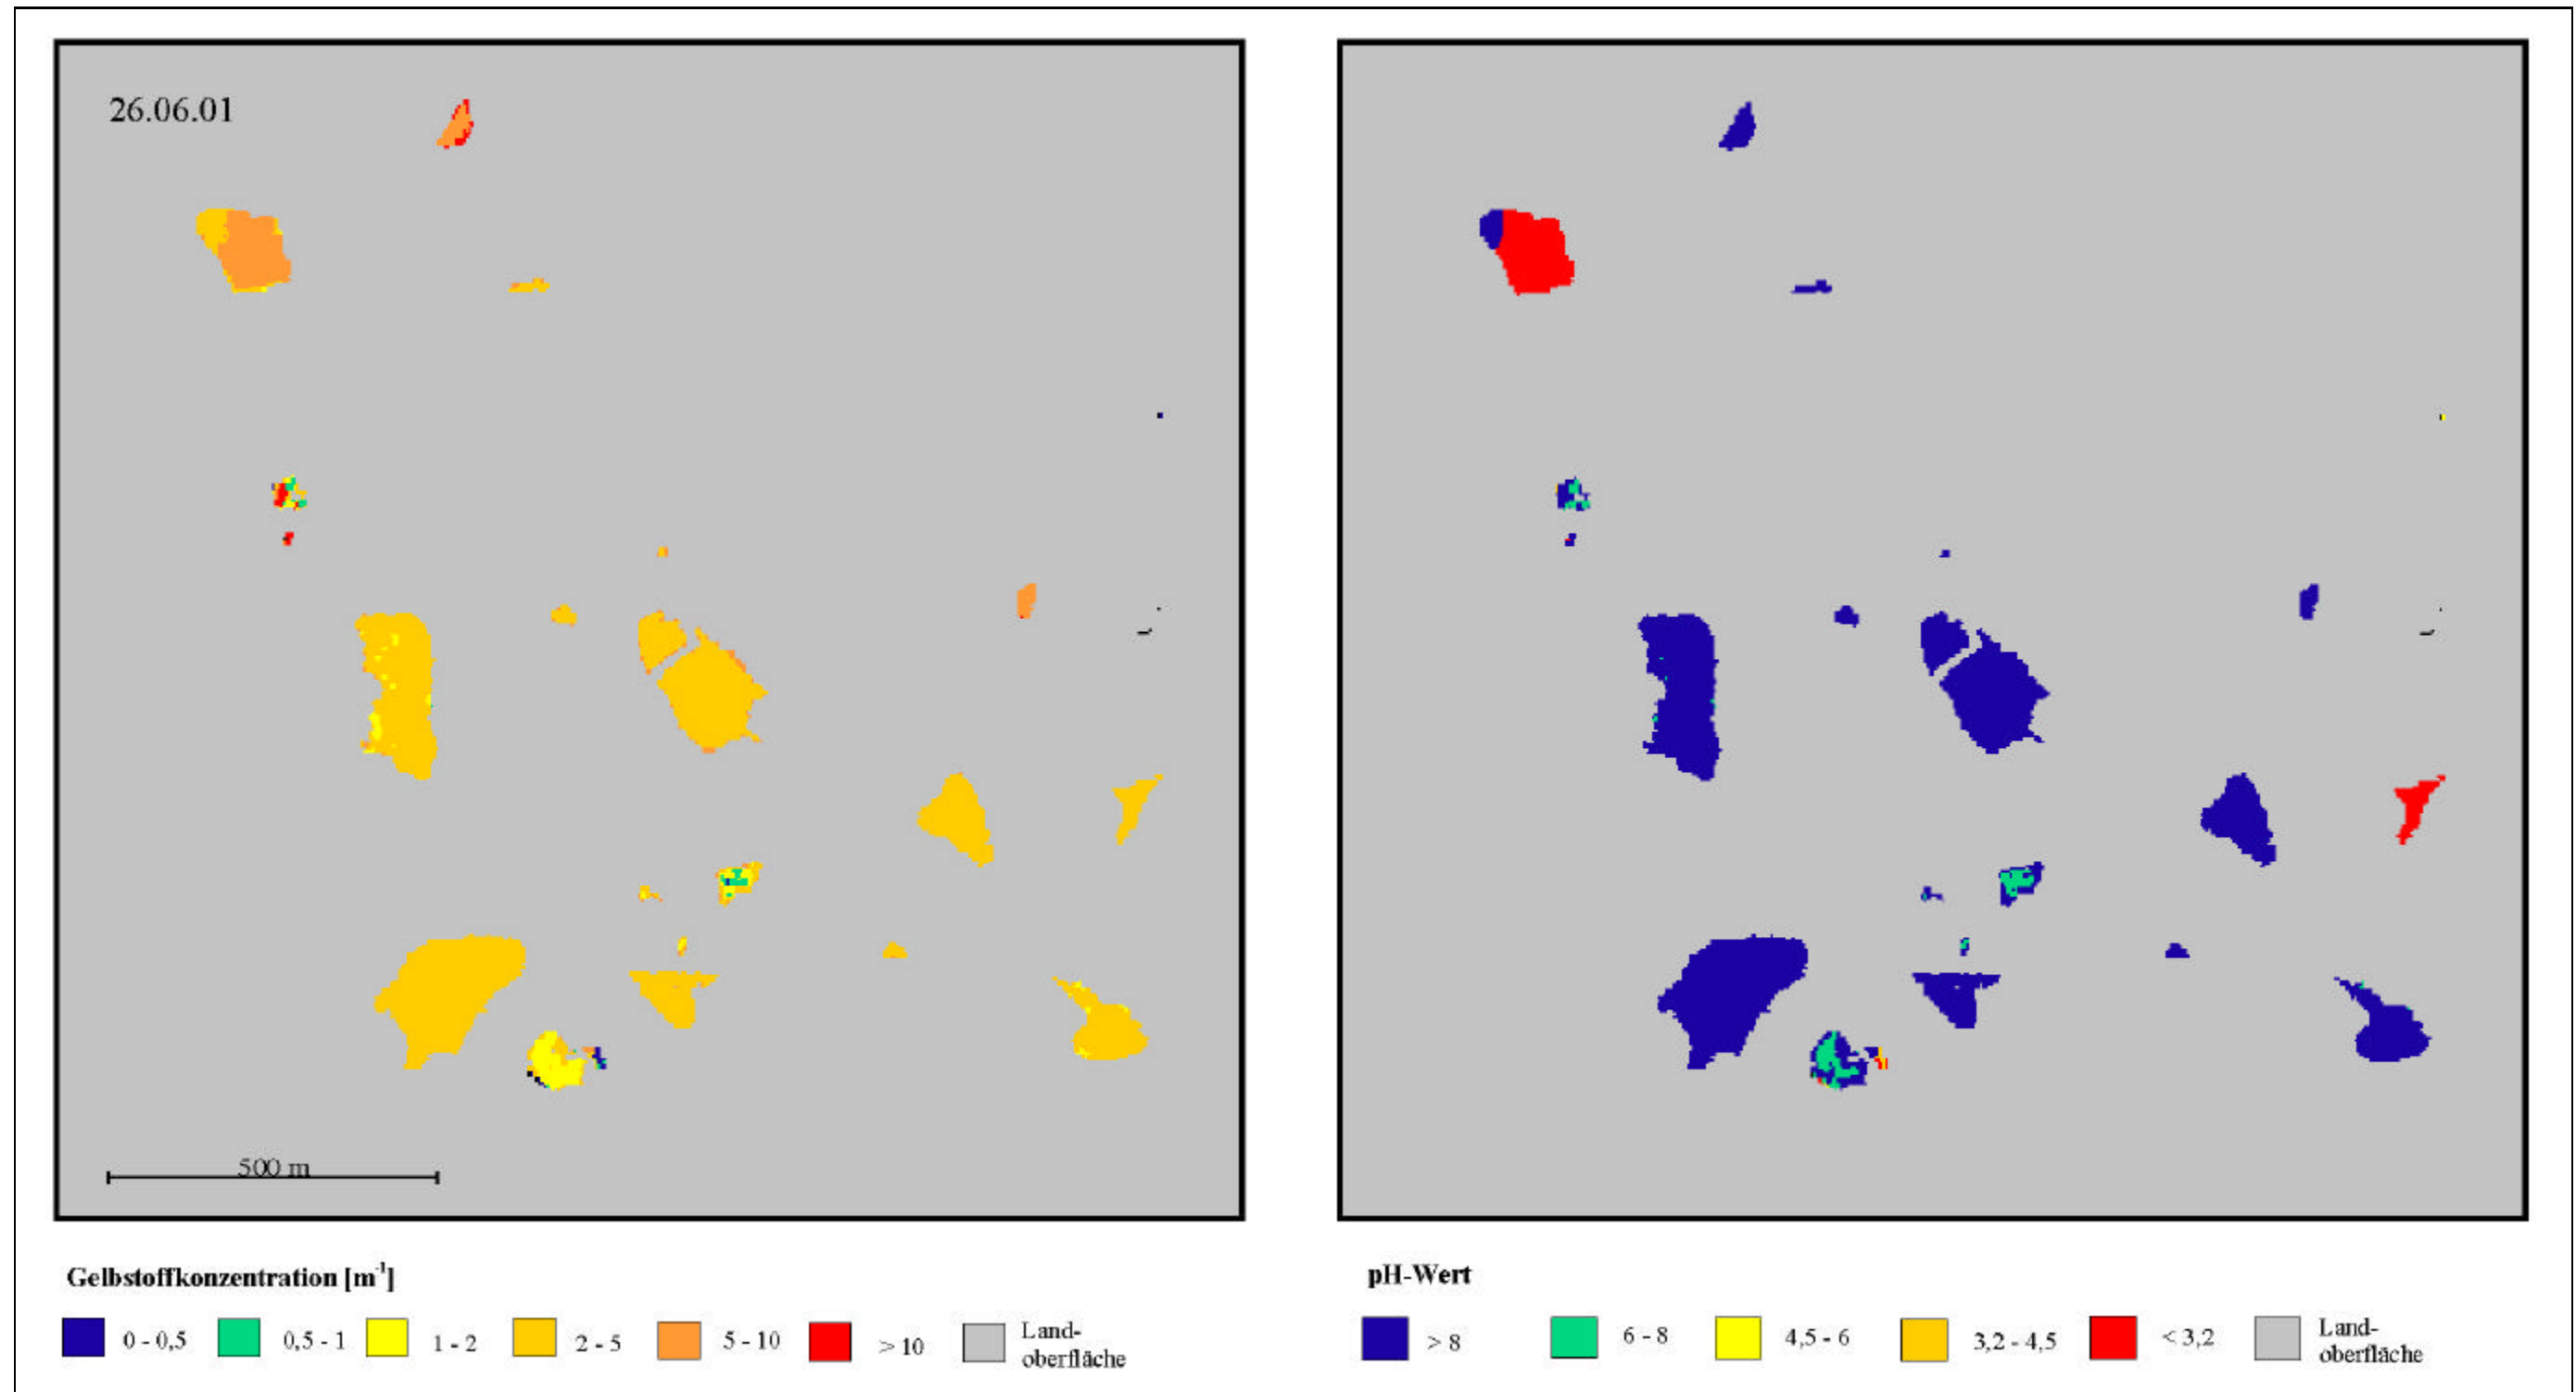 26.06.01
500 m
Gelbstoffkonzentration [m⁻¹]
0 - 0,5 0,5 - 1 1 - 2 2 - 5 5 - 10 > 10 Land-
oberfläche
pH-Wert
> 8 6 - 8 4,5 - 6 3,2 - 4,5 < 3,2 Land-
oberfläche